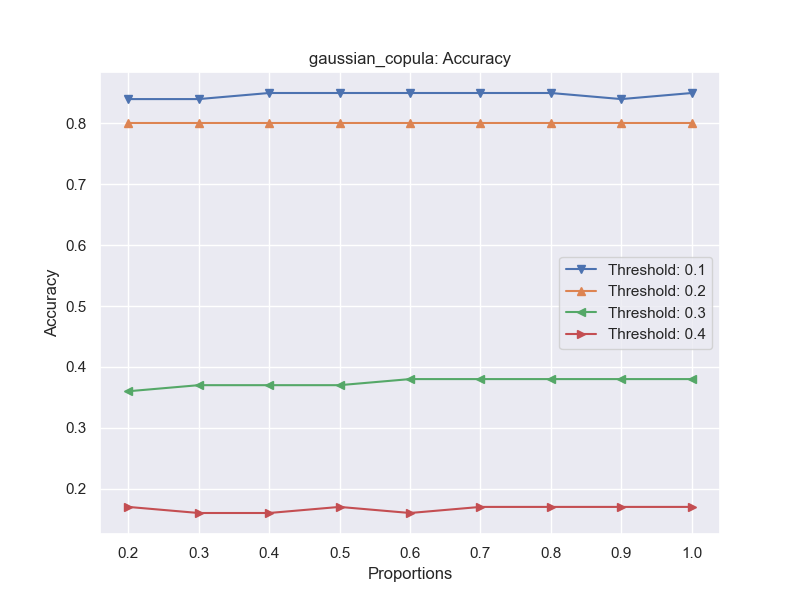 gaussian_copula: Accuracy
Accuracy
0.8
0.7
0.6
0.5
0.4
0.3
0.2
Threshold: 0.1
Threshold: 0.2
Threshold: 0.3
Threshold: 0.4
0.2 0.3 0.4 0.5 0.6 0.7 0.8 0.9 1.0
Proportions